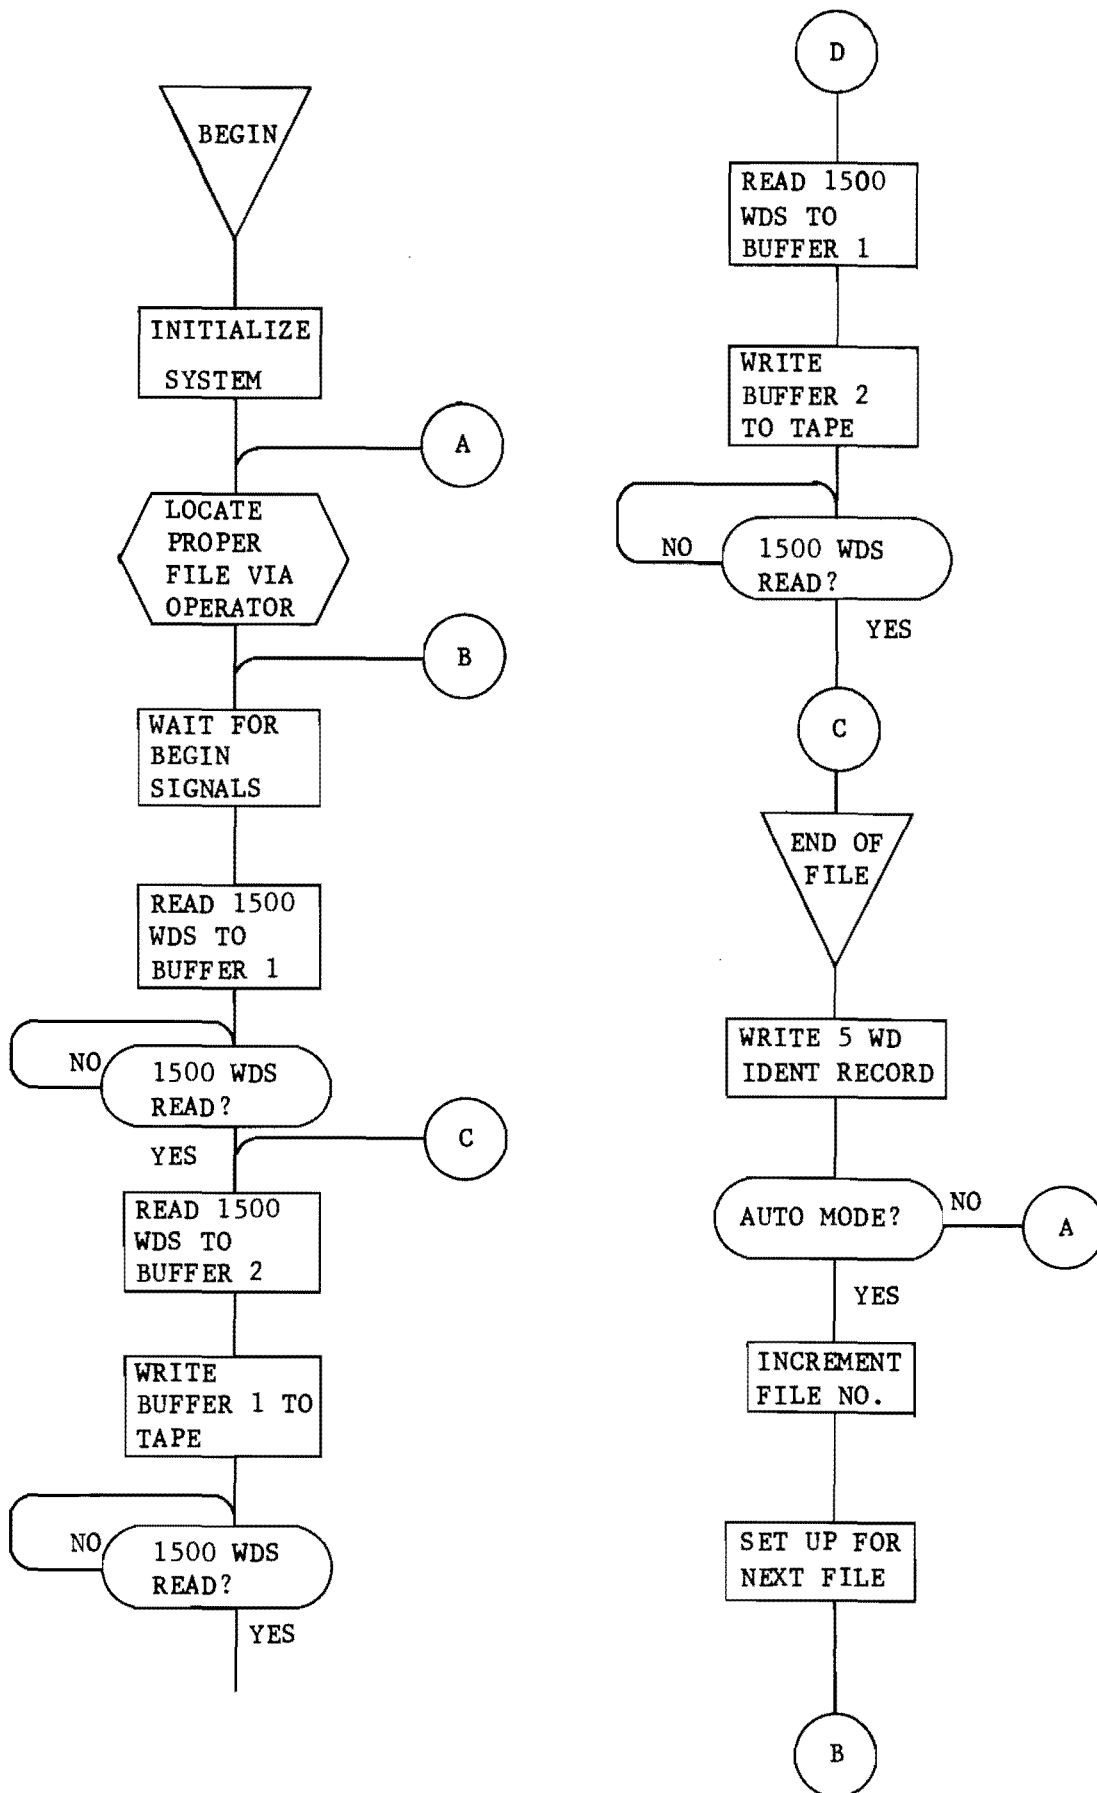 BEGIN
INITIALIZE
SYSTEM
A
LOCATE
PROPER
FILE VIA
OPERATOR
B
WAIT FOR
BEGIN
SIGNALS
READ 1500
WDS TO
BUFFER 1
NO
1500 WDS
READ?
YES
C
READ 1500
WDS TO
BUFFER 2
WRITE
BUFFER 1 TO
TAPE
NO
1500 WDS
READ?
YES
D
READ 1500
WDS TO
BUFFER 1
WRITE
BUFFER 2
TO TAPE
NO
1500 WDS
READ?
YES
C
END OF
FILE
WRITE 5 WD
IDENT RECORD
AUTO MODE?
NO
A
YES
INCREMENT
FILE NO.
SET UP FOR
NEXT FILE
B